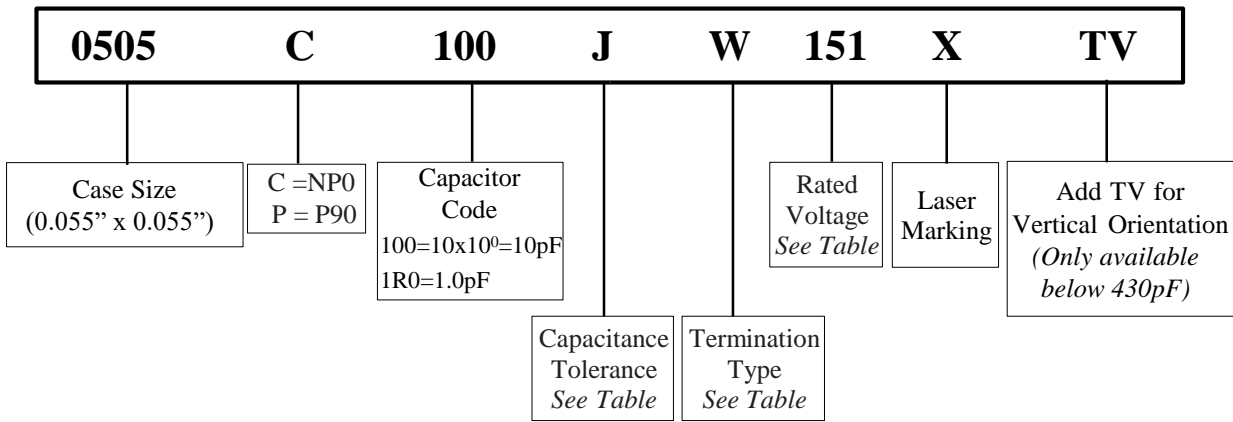 0505 C 100 J W 151 X TV
Case Size
(0.055” x 0.055”)
C =NP0
P = P90
Capacitor
Code
100=10x10⁰=10pF
1R0=1.0pF
Capacitance
Tolerance
See Table
Termination
Type
See Table
Rated
Voltage
See Table
Laser
Marking
Add TV for
Vertical Orientation
(Only available
below 430pF)